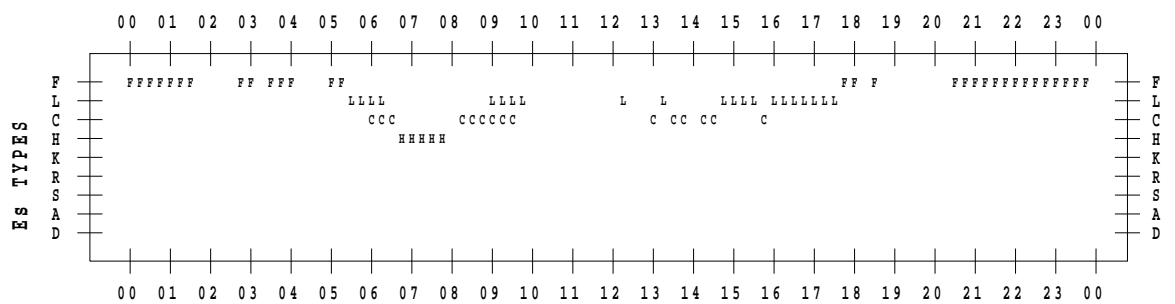 00 01 02 03 04 05 06 07 08 09 10 11 12 13 14 15 16 17 18 19 20 21 22 23 00
Es TYPES
F FFFFFFF FF FFF FF FF F FFFFFFFFFFFFFF F
L LLLL LLLL L L LLLL LLLLLLL L
C CCC CCCCCC C CC CC C C
H HHHHH H
K K
R R
S S
A A
D D
00 01 02 03 04 05 06 07 08 09 10 11 12 13 14 15 16 17 18 19 20 21 22 23 00